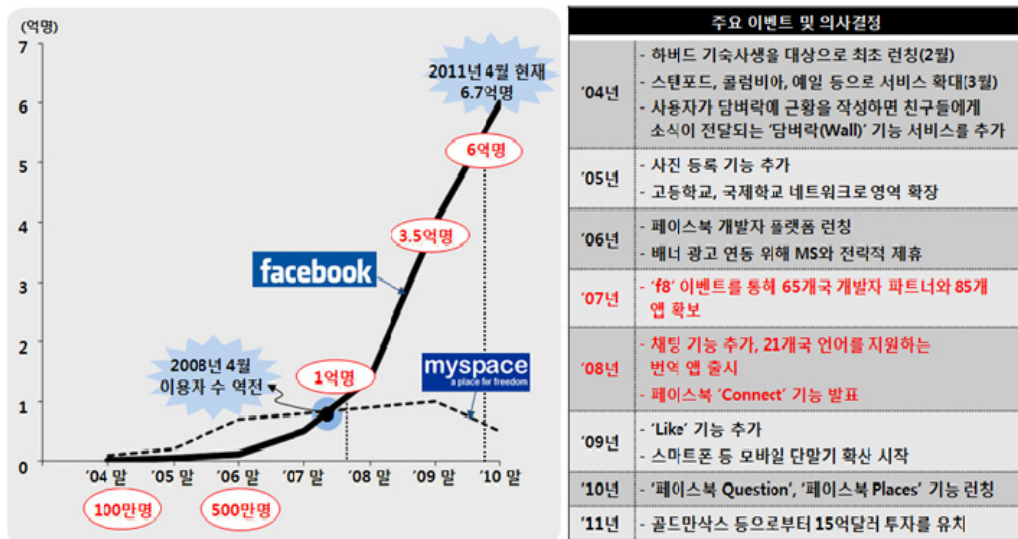 (억명)
7
6
5
4
3
2
1
0
2011년 4월 현재
6.7억명
6억명
3.5억명
facebook
2008년 4월
이용자 수 역전
1억명
myspace
a place for freedom
'04 말
'05 말
'06 말
'07 말
'08 말
'09 말
'10 말
100만명
500만명
주요 이벤트 및 의사결정
'04년
- 하버드 기숙사생을 대상으로 최초 런칭(2월)
- 스탠포드, 콜럼비아, 예일 등으로 서비스 확대(3월)
- 사용자가 담벼락에 근황을 작성하면 친구들에게
소식이 전달되는 '담벼락(Wall)' 기능 서비스를 추가
'05년
- 사진 등록 기능 추가
- 고등학교, 국제학교 네트워크로 영역 확장
'06년
- 페이스북 개발자 플랫폼 런칭
- 배너 광고 연동 위해 MS와 전략적 제휴
'07년
- 'f8' 이벤트를 통해 65개국 개발자 파트너와 85개
앱 확보
'08년
- 채팅 기능 추가, 21개국 언어를 지원하는
번역 앱 출시
- 페이스북 'Connect' 기능 발표
'09년
- 'Like' 기능 추가
- 스마트폰 등 모바일 단말기 확산 시작
'10년
- '페이스북 Question', '페이스북 Places' 기능 런칭
'11년
- 골드만삭스 등으로부터 15억달러 투자를 유치